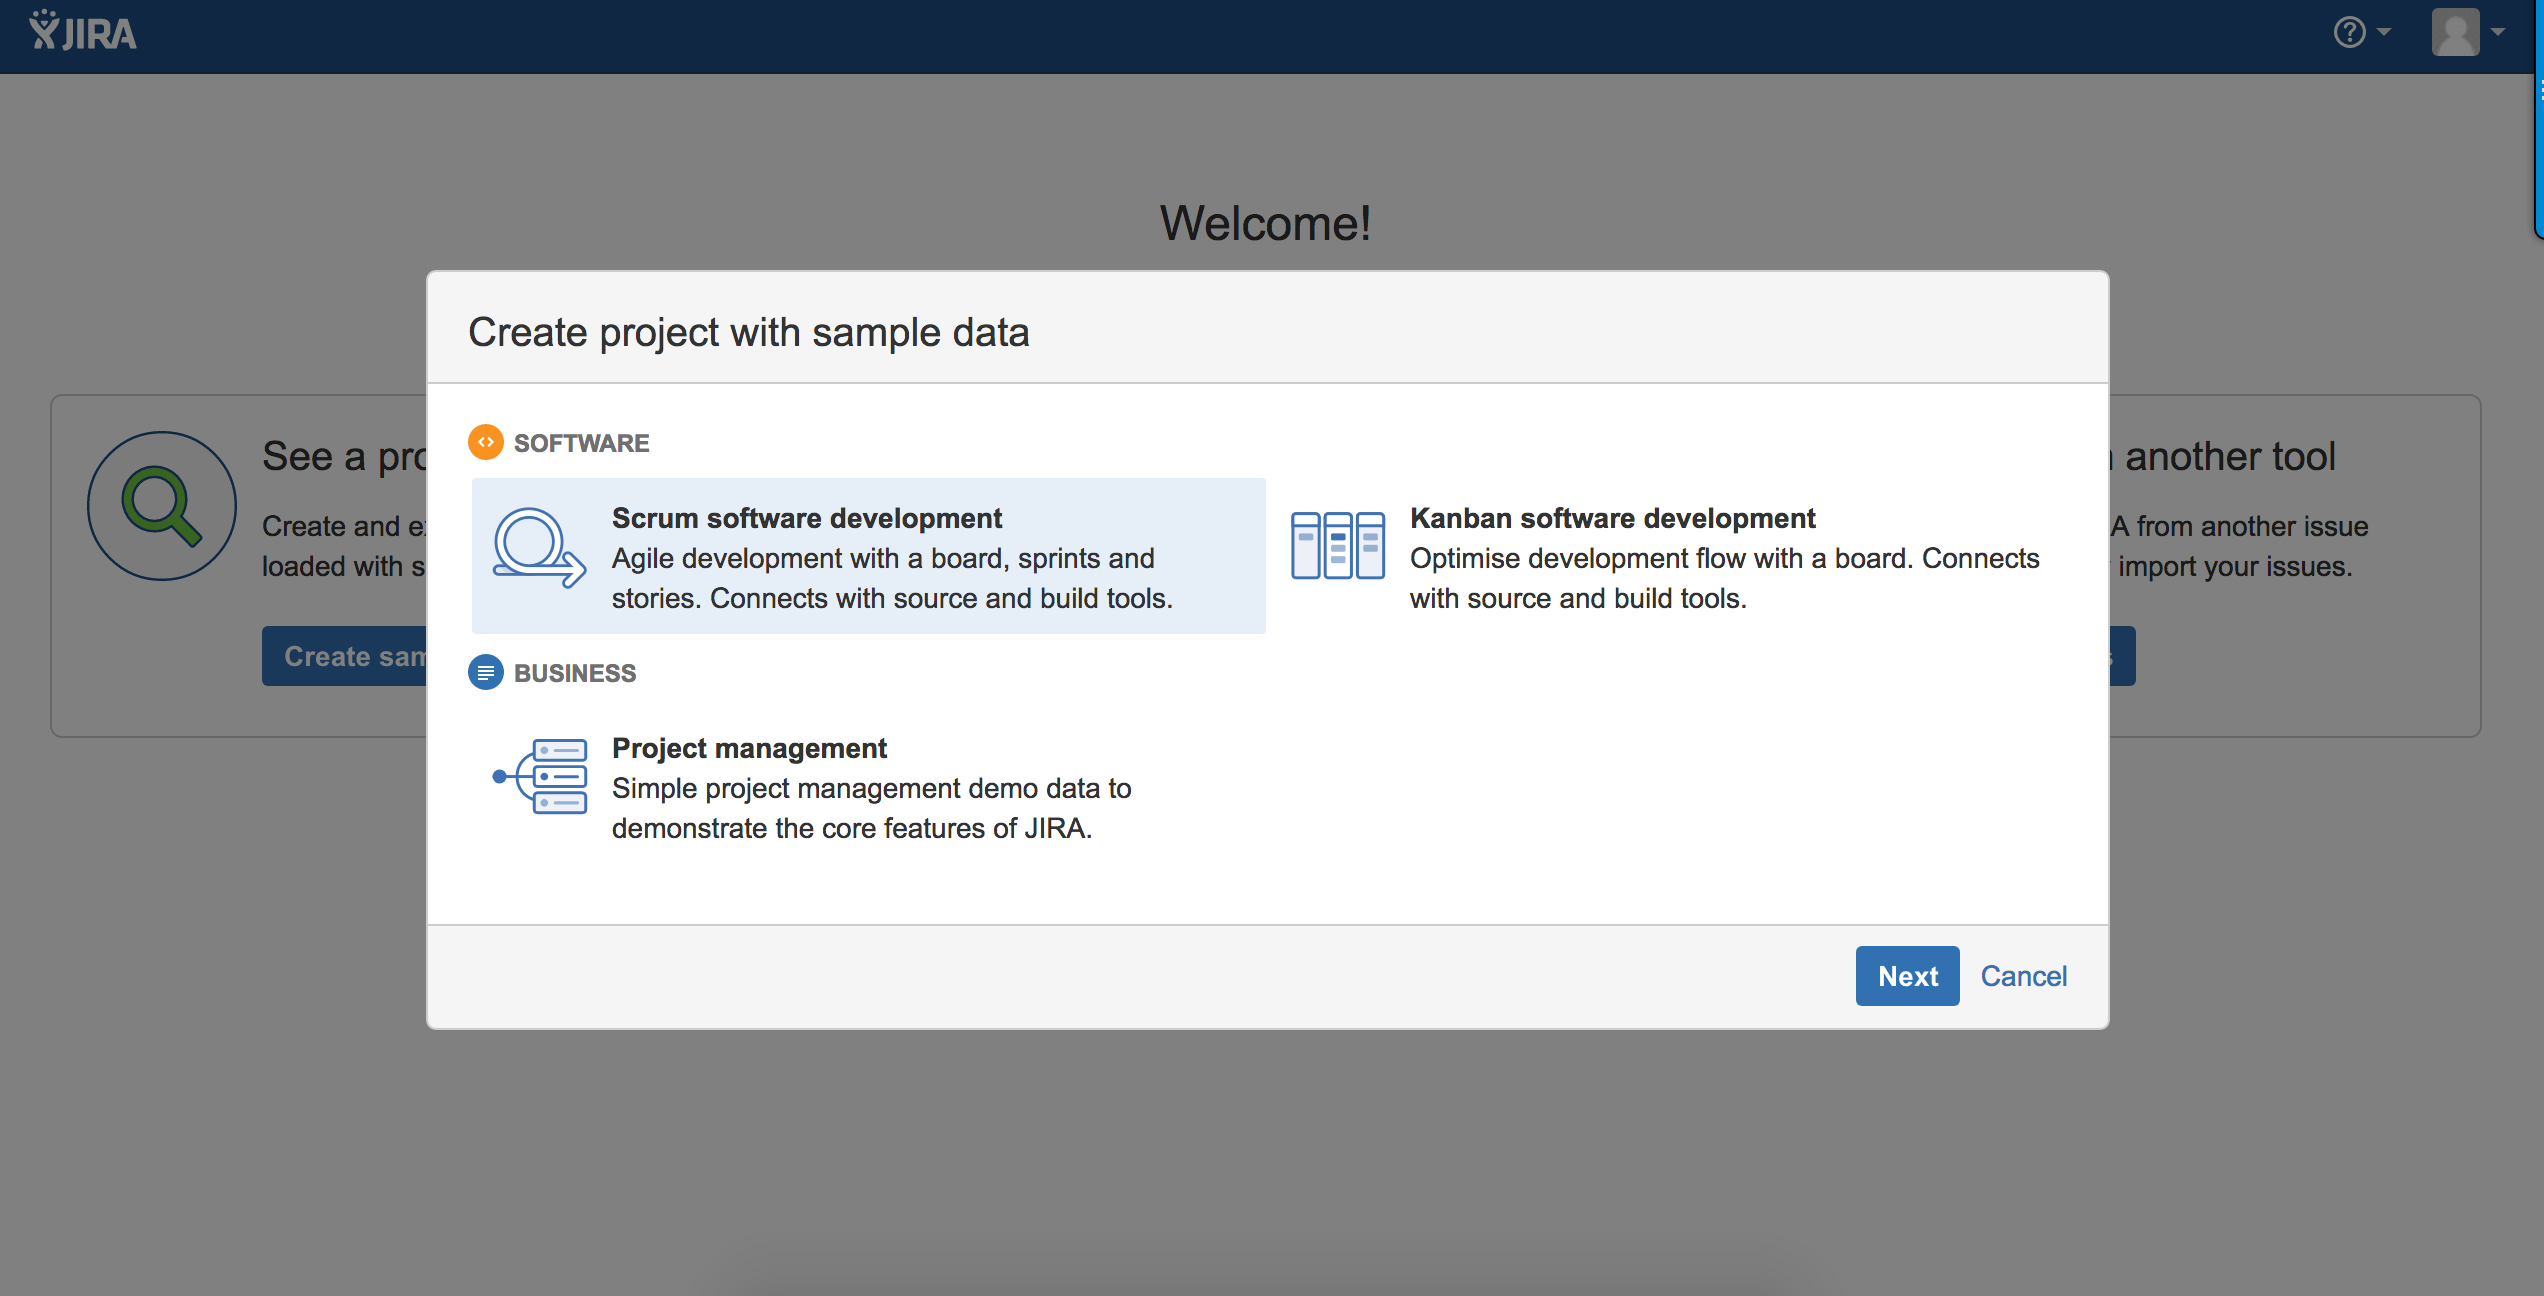 JIRA
Welcome!
Create project with sample data
SOFTWARE
Scrum software development
Agile development with a board, sprints and
stories. Connects with source and build tools.
Kanban software development
Optimise development flow with a board. Connects
with source and build tools.
BUSINESS
Project management
Simple project management demo data to
demonstrate the core features of JIRA.
Next Cancel
See a
Create and
loaded with
Create
another tool
from another issue
import your issues.